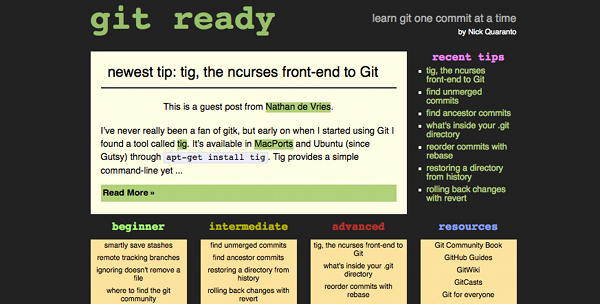 git ready
learn git one commit at a time
by Nick Quaranto
newest tip: tig, the ncurses front-end to Git
This is a guest post from Nathan de Vries.
I've never really been a fan of gitk, but early on when I started using Git I
found a tool called tig. It's available in MacPorts and Ubuntu (since
Gutsy) through apt-get install tig. Tig provides a simple
command-line yet ...
Read More »
recent tips
tig, the ncurses
front-end to Git
find unmerged
commits
find ancestor commits
what's inside your .git
directory
reorder commits with
rebase
restoring a directory
from history
rolling back changes
with revert
beginner
smartly save stashes
remote tracking branches
ignoring doesn't remove a
file
where to find the git
community
intermediate
find unmerged commits
find ancestor commits
restoring a directory from
history
rolling back changes with
revert
advanced
tig, the ncurses front-end to
Git
what's inside your .git
directory
reorder commits with
rebase
resources
Git Community Book
GitHub Guides
GitWiki
GitCasts
Git for everyone